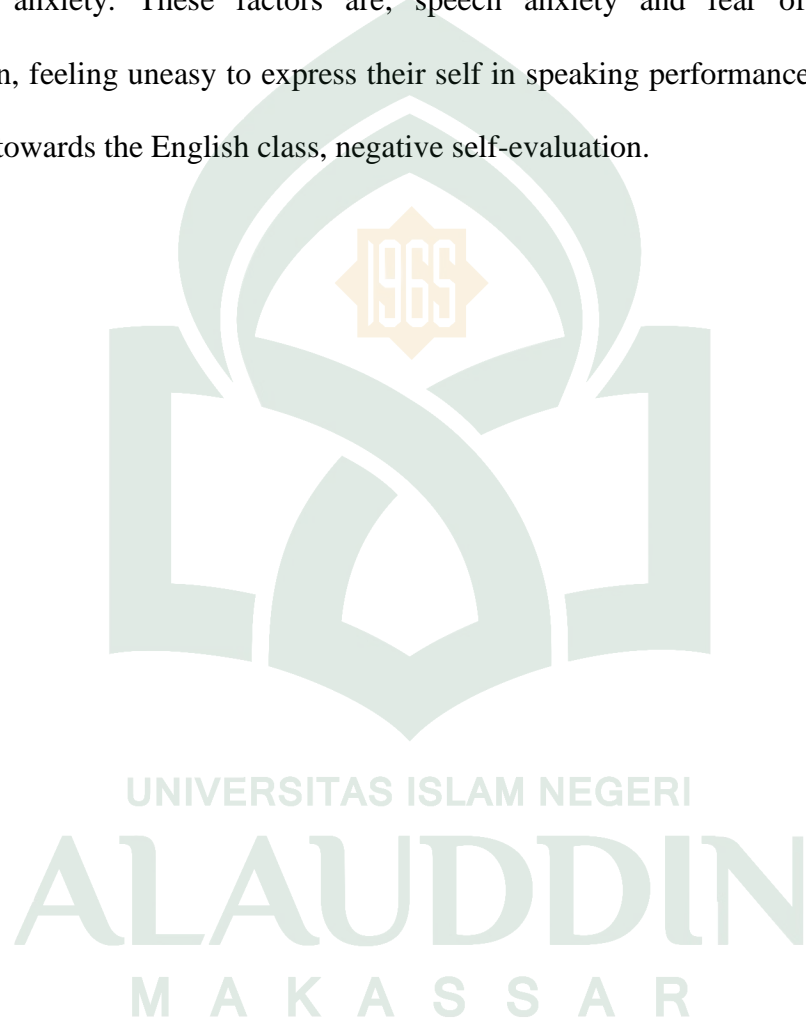 anxiety. These factors are, speech anxiety and fear of
n, feeling uneasy to express their self in speaking performance
towards the English class, negative self-evaluation.
1965
UNIVERSITAS ISLAM NEGERI
ALAUDDIN
MAKASSAR